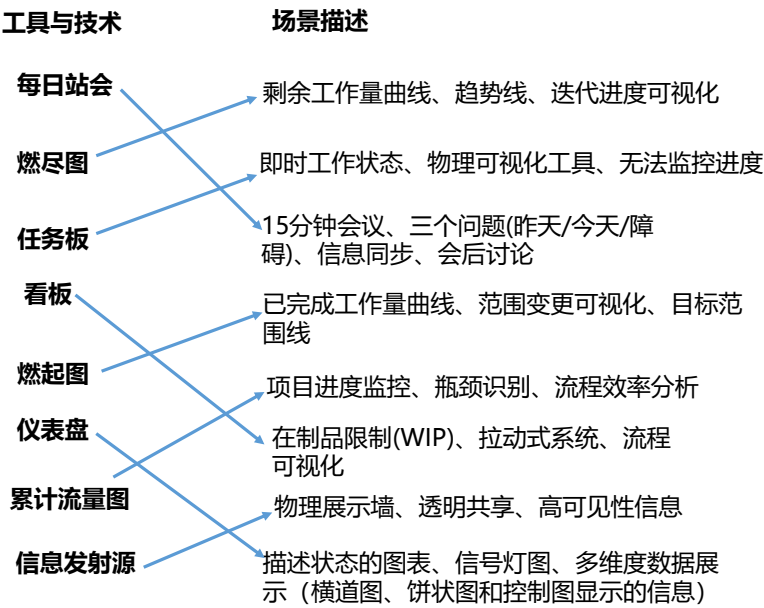 工具与技术 场景描述
每日站会
剩余工作量曲线、趋势线、迭代进度可视化
燃尽图
即时工作状态、物理可视化工具、无法监控进度
任务板
15分钟会议、三个问题(昨天/今天/障
碍)、信息同步、会后讨论
看板
已完成工作量曲线、范围变更可视化、目标范
围线
燃起图
项目进度监控、瓶颈识别、流程效率分析
仪表盘
在制品限制(WIP)、拉动式系统、流程
可视化
累计流量图
物理展示墙、透明共享、高可见性信息
信息发射源
描述状态的图表、信号灯图、多维度数据展
示（横道图、饼状图和控制图显示的信息）